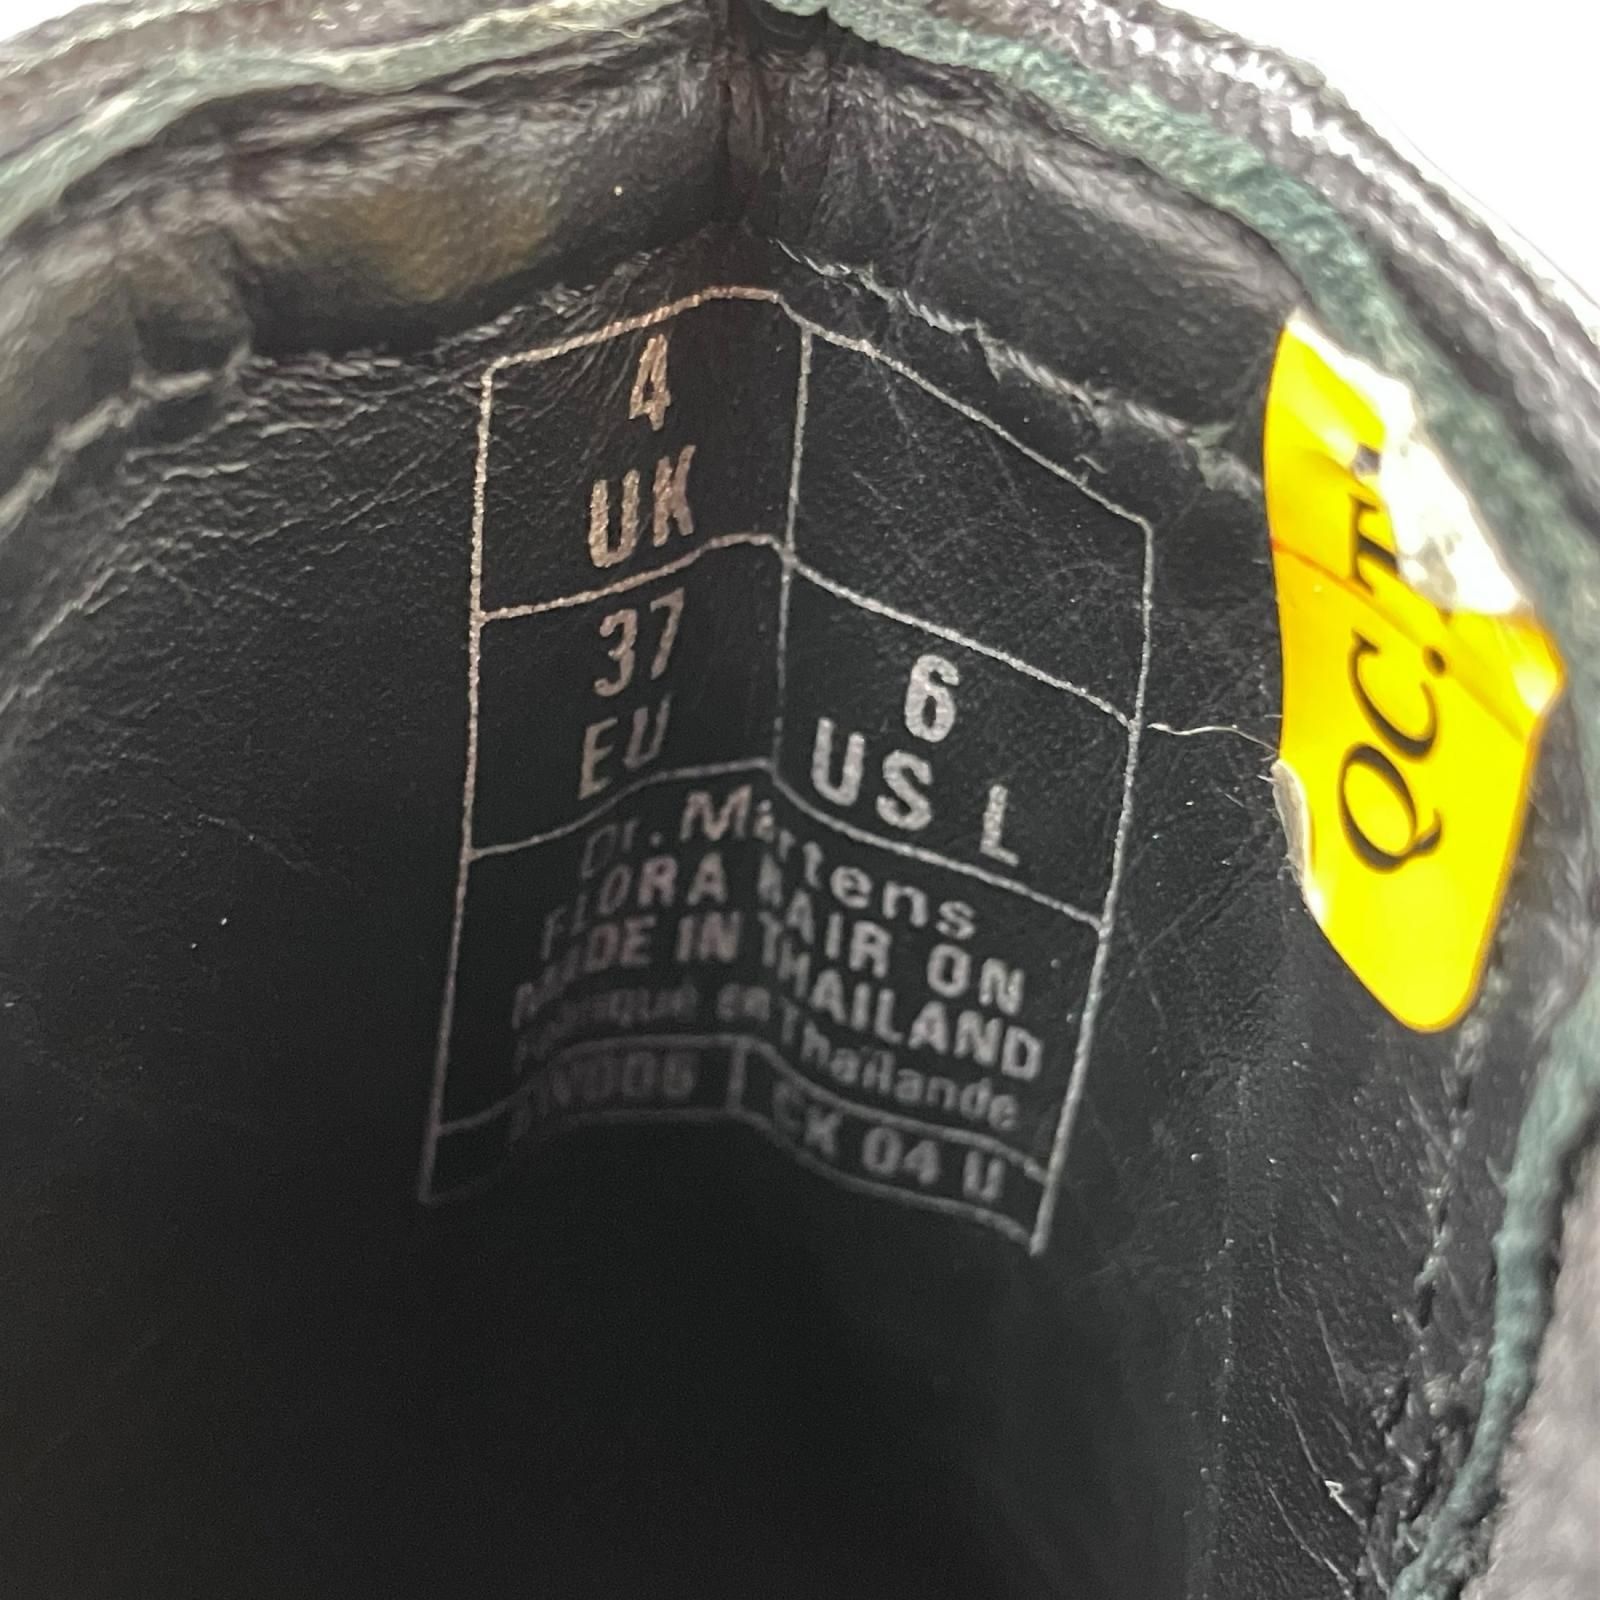 4
UK
37
EU
6
US L
Dr. Martens
FLORA HAIR ON
MADE IN THAILAND
Fabriqué en Thaïlande
CK 04 U
QC.